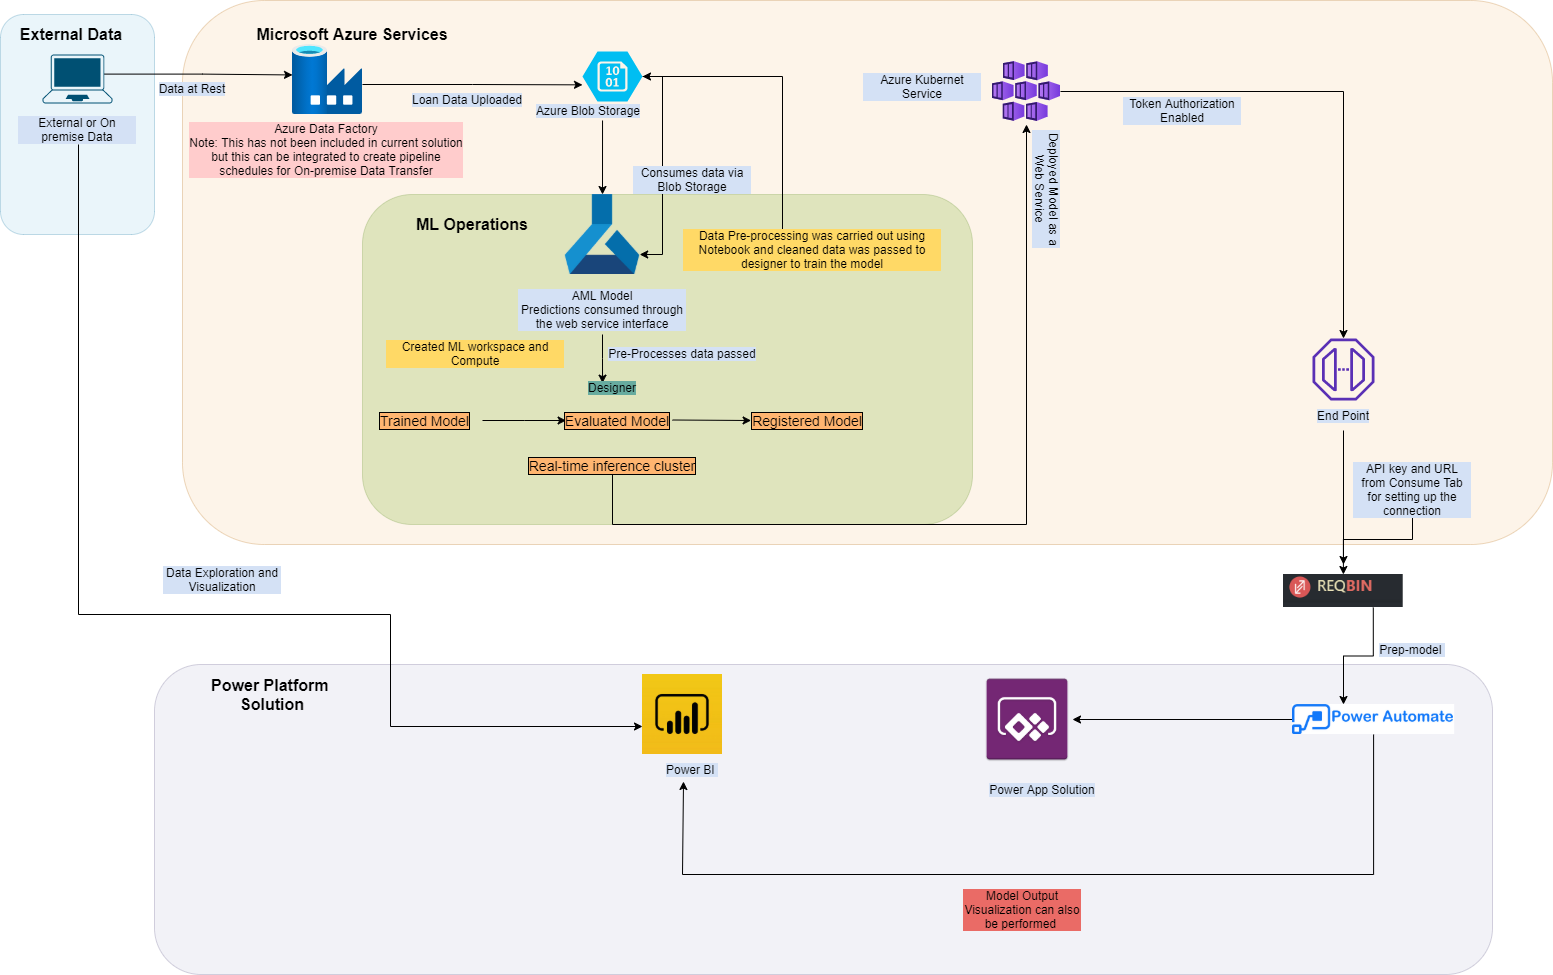 External Data
External or On
premise Data
Data at Rest
Microsoft Azure Services
Azure Data Factory
Note: This has not been included in current solution
but this can be integrated to create pipeline
schedules for On-premise Data Transfer
Loan Data Uploaded
10
01
Azure Blob Storage
Consumes data via
Blob Storage
Azure Kubernet
Service
Token Authorization
Enabled
Deployed Model as a
Web Service
ML Operations
Data Pre-processing was carried out using
Notebook and cleaned data was passed to
designer to train the model
AML Model
Predictions consumed through
the web service interface
Created ML workspace and
Compute
Pre-Processes data passed
Designer
Trained Model
Evaluated Model
Registered Model
Real-time inference cluster
End Point
API key and URL
from Consume Tab
for setting up the
connection
Data Exploration and
Visualization
REQBIN
Prep-model
Power Platform
Solution
Power BI
Power App Solution
Power Automate
Model Output
Visualization can also
be performed